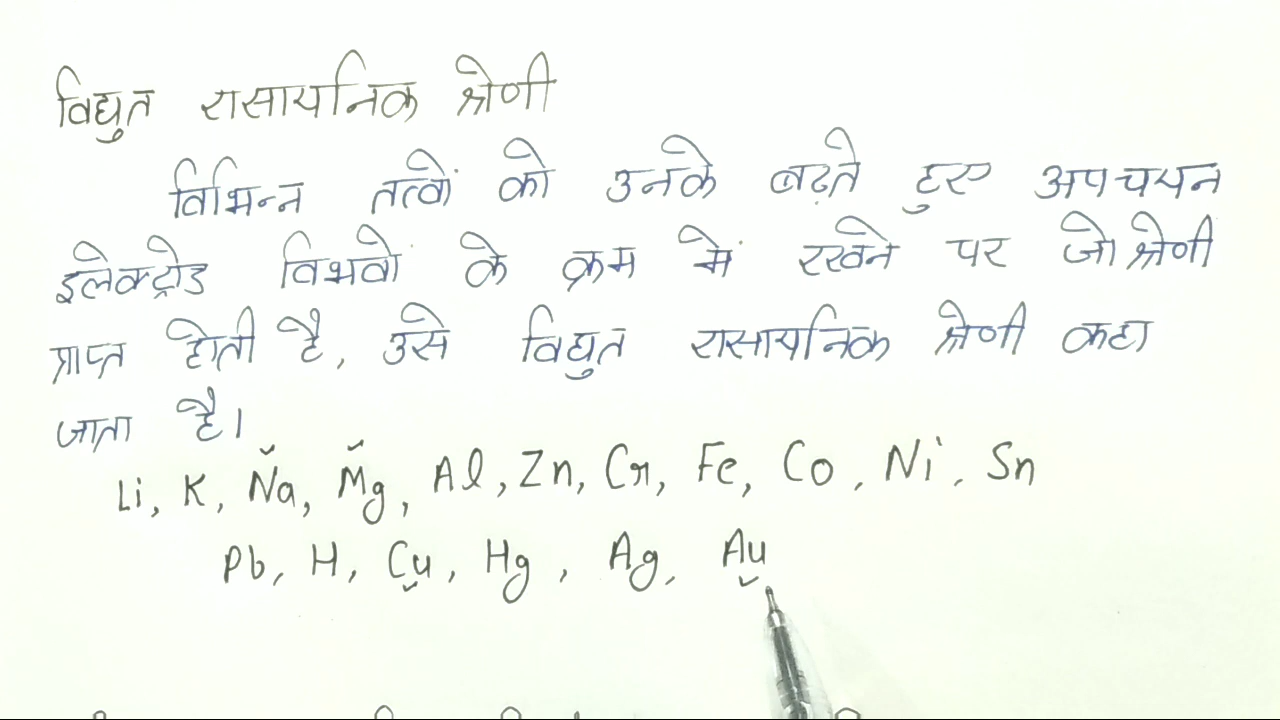 विद्युत रासायनिक श्रेणी
विभिन्न तत्वों को उनके बढ़ते हुए अपचयन
इलेक्ट्रोड विभवों के क्रम में रखने पर जो श्रेणी
प्राप्त होती है, उसे विद्युत रासायनिक श्रेणी कहा
जाता है।
Li, K, Na, Mg, Al, Zn, Cr, Fe, Co, Ni, Sn
Pb, H, Cu, Hg, Ag, Au